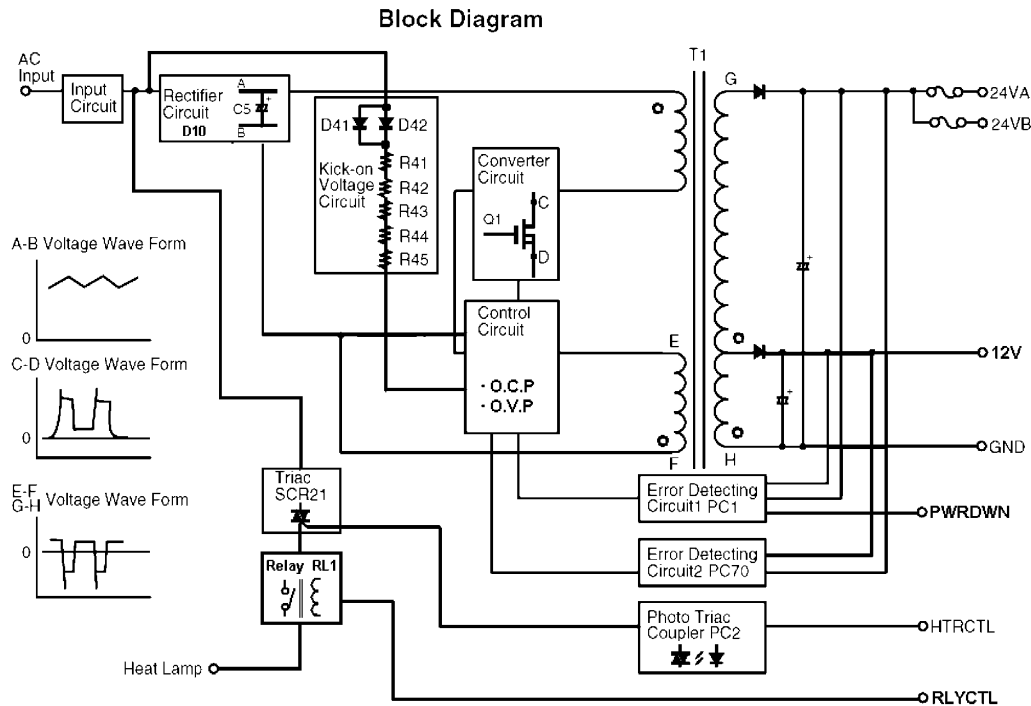 Block Diagram
AC
Input
Input
Circuit
Rectifier
Circuit
D10
A
C5
+
B
D41
D42
Kick-on
Voltage
Circuit
R41
R42
R43
R44
R45
Converter
Circuit
Q1
C
D
Control
Circuit
- O.C.P
- O.V.P
T1
G
E
F
H
+
+
24VA
24VB
12V
GND
A-B Voltage Wave Form
0
C-D Voltage Wave Form
0
E-F
G-H Voltage Wave Form
0
Triac
SCR21
Relay RL1
Heat Lamp
Error Detecting
Circuit1 PC1
PWRDWN
Error Detecting
Circuit2 PC70
Photo Triac
Coupler PC2
HTRCTL
RLYCTL